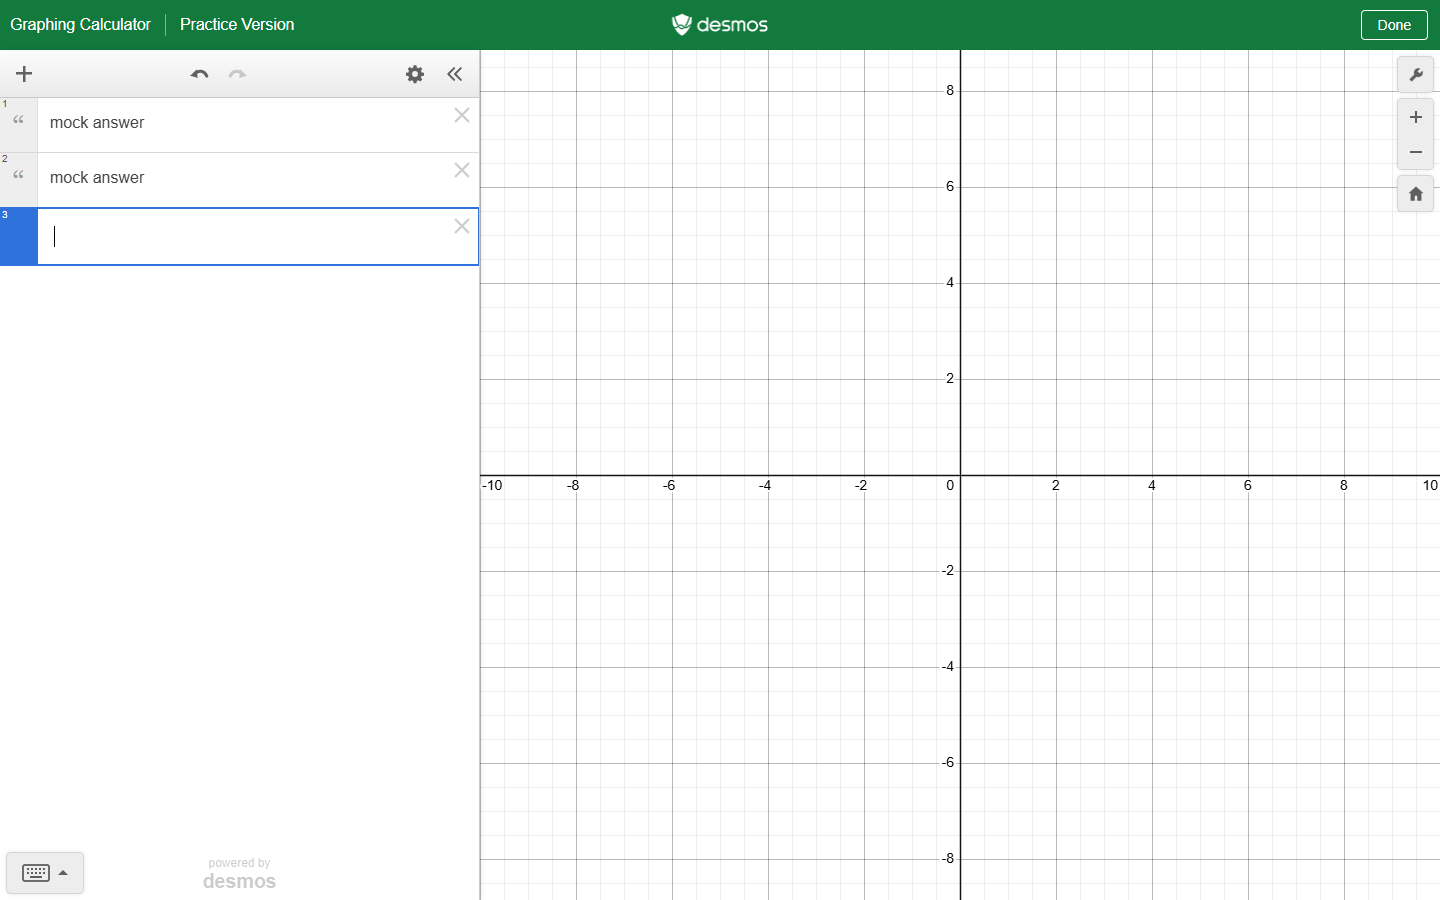 Graphing Calculator
Practice Version
desmos
Done
1
“
mock answer
2
“
mock answer
3
powered by
desmos
8
6
4
2
-10 -8 -6 -4 -2 0 2 4 6 8 10
-2
-4
-6
-8